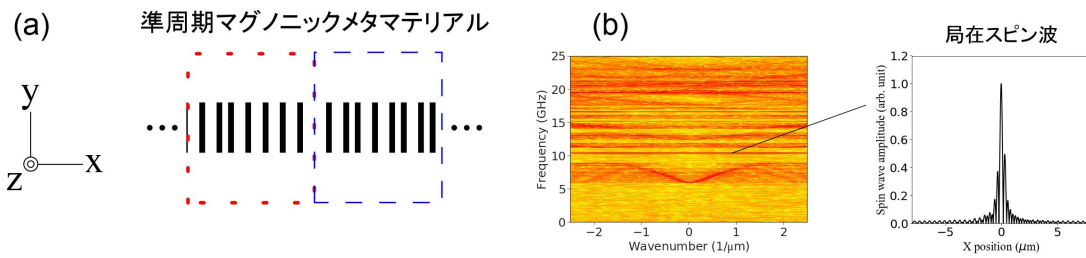 (a)
準周期マグノニックメタマテリアル
y
x
z
(b)
25
20
15
10
5
0
Frequency (GHz)
−2
−1
0
1
2
Wavenumber (1/μm)
局在スピン波
1.2
1.0
0.8
0.6
0.4
0.2
0.0
Spin wave amplitude (arb. unit)
−5
0
5
X position (μm)